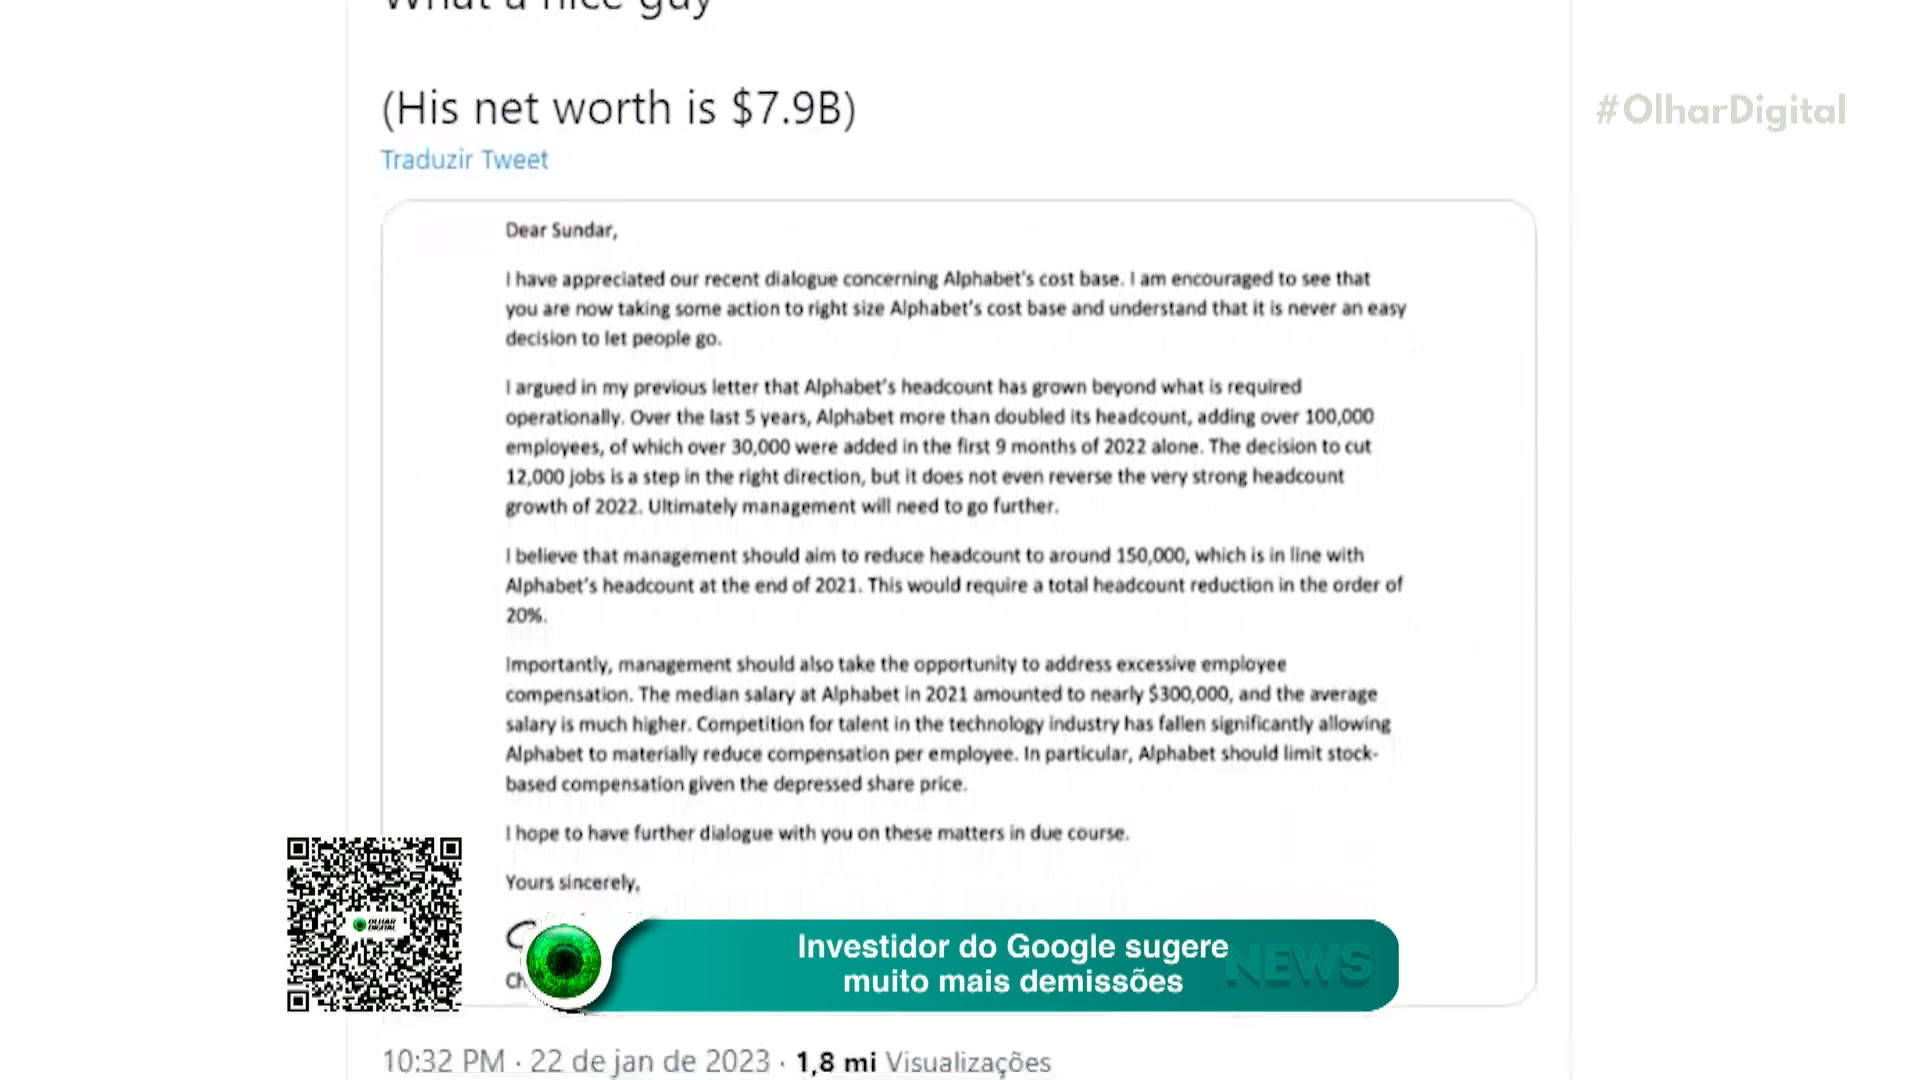 What a nice guy
(His net worth is $7.9B)
#OlharDigital
Traduzir Tweet
Dear Sundar,
I have appreciated our recent dialogue concerning Alphabet's cost base. I am encouraged to see that
you are now taking some action to right size Alphabet's cost base and understand that it is never an easy
decision to let people go.
I argued in my previous letter that Alphabet's headcount has grown beyond what is required
operationally. Over the last 5 years, Alphabet more than doubled its headcount, adding over 100,000
employees, of which over 30,000 were added in the first 9 months of 2022 alone. The decision to cut
12,000 jobs is a step in the right direction, but it does not even reverse the very strong headcount
growth of 2022. Ultimately management will need to go further.
I believe that management should aim to reduce headcount to around 150,000, which is in line with
Alphabet's headcount at the end of 2021. This would require a total headcount reduction in the order of
20%.
Importantly, management should also take the opportunity to address excessive employee
compensation. The median salary at Alphabet in 2021 amounted to nearly $300,000, and the average
salary is much higher. Competition for talent in the technology industry has fallen significantly allowing
Alphabet to materially reduce compensation per employee. In particular, Alphabet should limit stock-
based compensation given the depressed share price.
I hope to have further dialogue with you on these matters in due course.
Yours sincerely,
OLHAR
DIGITAL
Investidor do Google sugere
muito mais demissões
NEWS
10:32 PM · 22 de jan de 2023 · 1,8 mi Visualizações